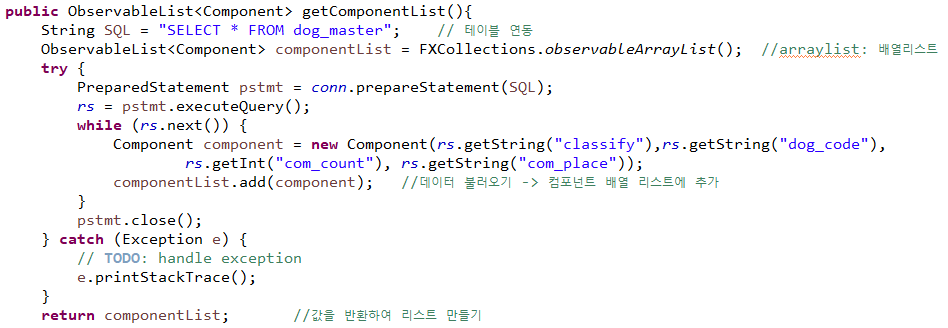 public ObservableList<Component> getComponentList(){
    String SQL = "SELECT * FROM dog_master";    // 테이블 연동
    ObservableList<Component> componentList = FXCollections.observableArrayList();  //arraylist: 배열리스트
    try {
        PreparedStatement pstmt = conn.prepareStatement(SQL);
        rs = pstmt.executeQuery();
        while (rs.next()) {
            Component component = new Component(rs.getString("classify"),rs.getString("dog_code"),
                    rs.getInt("com_count"), rs.getString("com_place"));
            componentList.add(component);   //데이터 불러오기 -> 컴포넌트 배열 리스트에 추가
        }
        pstmt.close();
    } catch (Exception e) {
        // TODO: handle exception
        e.printStackTrace();
    }
    return componentList;       //값을 반환하여 리스트 만들기